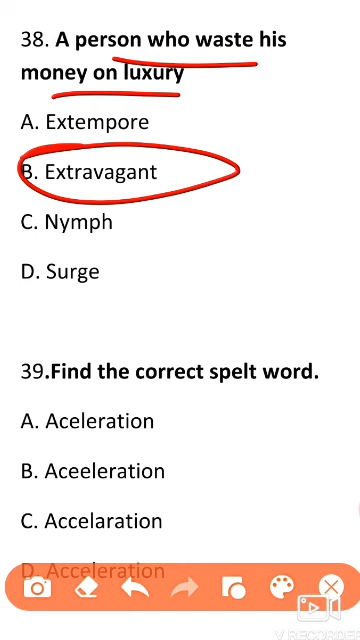 38. A person who waste his
money on luxury
A. Extempore
B. Extravagant
C. Nymph
D. Surge
39.Find the correct spelt word.
A. Aceleration
B. Aceeleration
C. Accelaration
D. Acceleration
V RECORDER